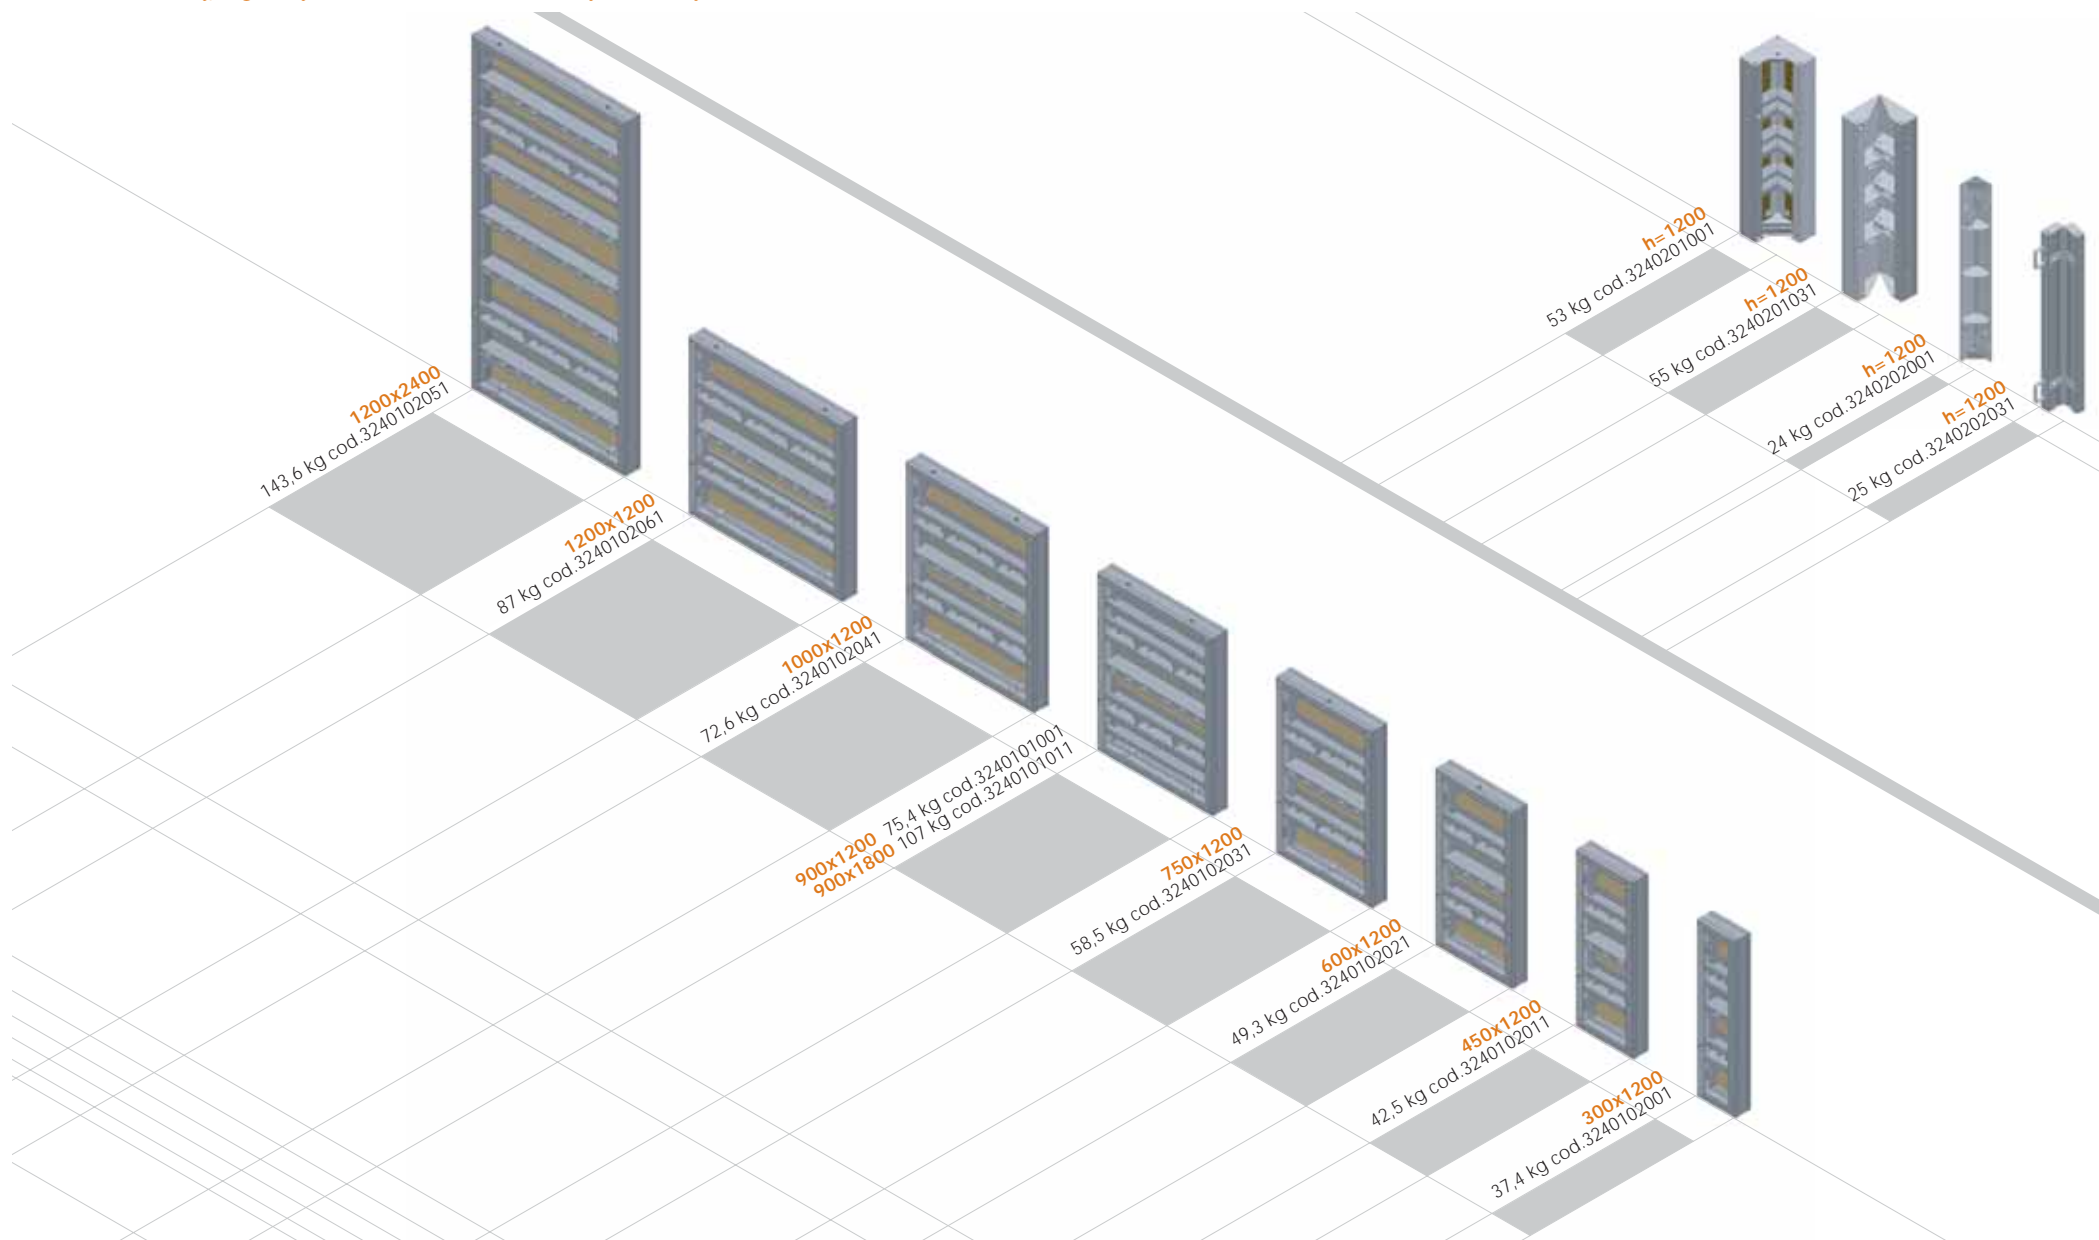 h=1200
53 kg cod.3240201001
h=1200
55 kg cod.3240201031
h=1200
24 kg cod.3240202001
h=1200
25 kg cod.3240202031
1200x2400
143,6 kg cod.3240102051
1200x1200
87 kg cod.3240102061
1000x1200
72,6 kg cod.3240102041
900x1200 75,4 kg cod.3240101001
900x1800 107 kg cod.3240101011
750x1200
58,5 kg cod.3240102031
600x1200
49,3 kg cod.3240102021
450x1200
42,5 kg cod.3240102011
300x1200
37,4 kg cod.3240102001